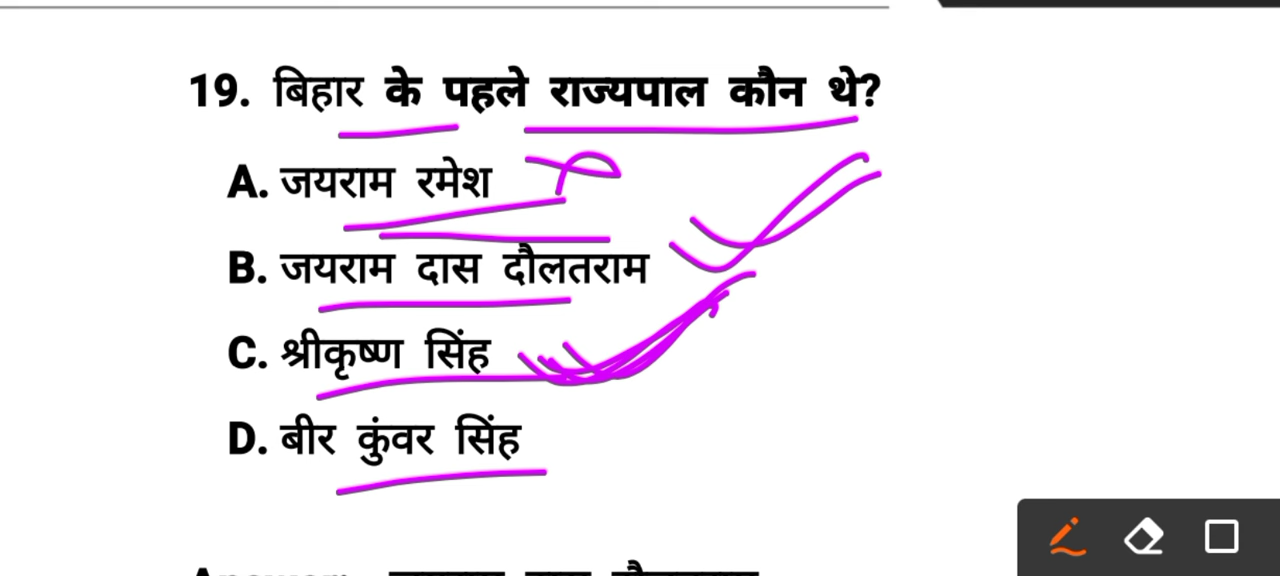 19. बिहार के पहले राज्यपाल कौन थे?
A. जयराम रमेश
B. जयराम दास दौलतराम
C. श्रीकृष्ण सिंह
D. बीर कुंवर सिंह